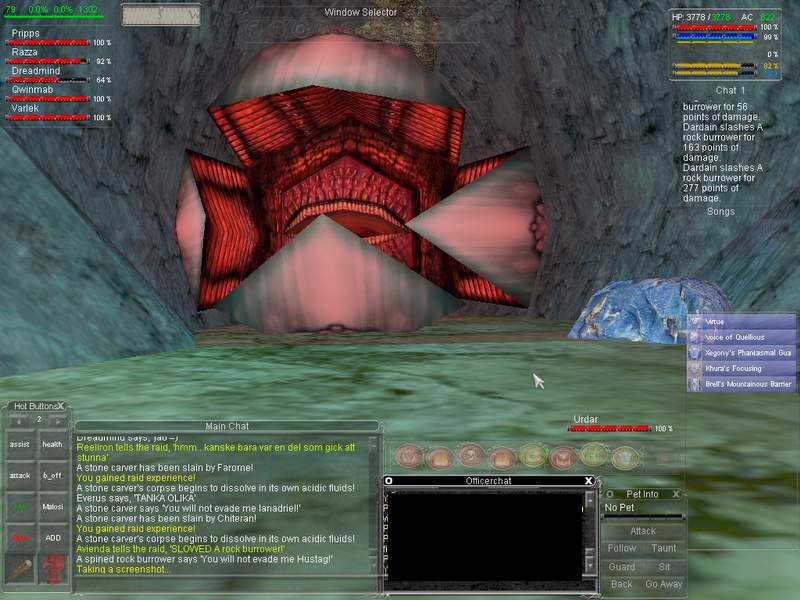 79 0.0% 0.0% 1302
Window Selector
HP: 3778 / 3778 AC 822
100 %
99 %
0 %
82 %
Pripps
100 %
Razza
92 %
Dreadmind
64 %
Qwinmab
100 %
Varlek
100 %
Chat 1
burrower for 56
points of damage.
Dardain slashes A
rock burrower for
163 points of
damage.
Dardain slashes A
rock burrower for
277 points of
damage.
Songs
Virtue
Voice of Quellious
Xegony's Phantasmal Gua
Khura's Focusing
Brell's Mountainous Barrier
Urdar
100 %
Hot Buttons X
2
assist health
attack b_off
Malosi
ADD
Main Chat
Dreadmind says, 'jao =)'
Reellron tells the raid, 'hmm.. kanske bara var en del som gick att
stunna'
A stone carver has been slain by Farorne!
You gained raid experience!
A stone carver's corpse begins to dissolve in its own acidic fluids!
Everus says, 'TANKA OLIKA'
A stone carver says 'You will not evade me Ianadriel!'
A stone carver has been slain by Chiteran!
You gained raid experience!
A stone carver's corpse begins to dissolve in its own acidic fluids!
Avienda tells the raid, 'SLOWED A rock burrower!'
A spined rock burrower says 'You will not evade me Hustag!'
Taking a screenshot...
O Officerchat X
O Pet Info X
No Pet
Attack
Follow Taunt
Guard Sit
Back Go Away